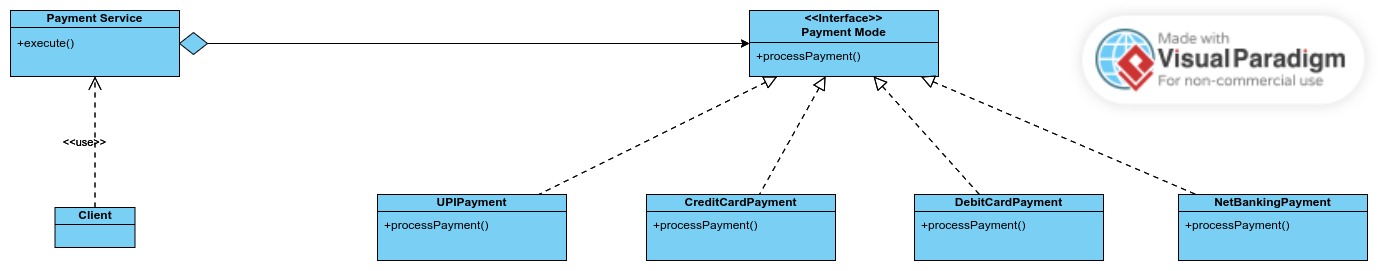 Payment Service
+execute()
<<Interface>>
Payment Mode
+processPayment()
Made with
Visual Paradigm
For non-commercial use
<<use>>
Client
UPIPayment
+processPayment()
CreditCardPayment
+processPayment()
DebitCardPayment
+processPayment()
NetBankingPayment
+processPayment()